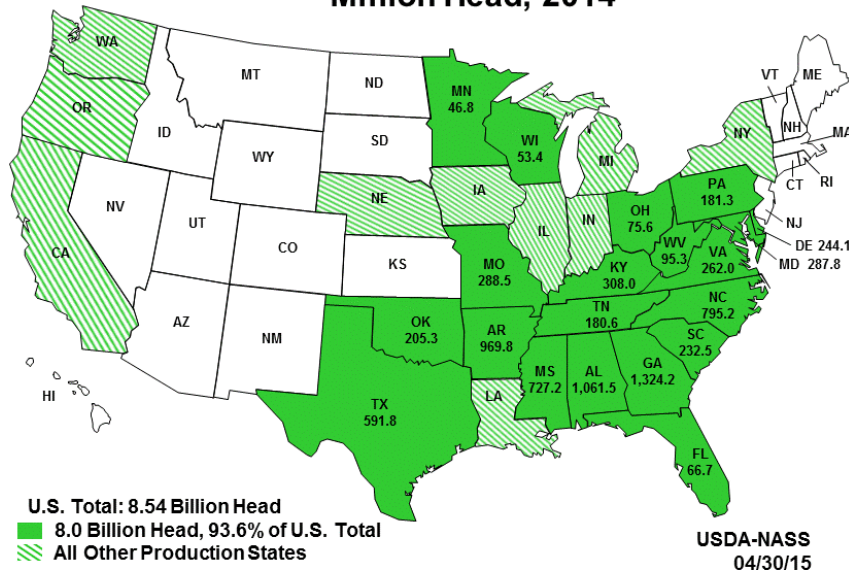 Million Head, 2014
WA
MT
ND
MN
46.8
VT
ME
OR
ID
SD
WI
53.4
NH
MA
WY
MI
NY
CT
RI
NE
IA
PA
181.3
NJ
NV
UT
CO
IL
IN
OH
75.6
DE 244.1
CA
KS
MO
288.5
WV
95.3
VA
262.0
MD 287.8
KY
308.0
AZ
NM
OK
205.3
AR
969.8
TN
180.6
NC
795.2
SC
232.5
MS
727.2
AL
1,061.5
GA
1,324.2
HI
TX
591.8
LA
FL
66.7
U.S. Total: 8.54 Billion Head
8.0 Billion Head, 93.6% of U.S. Total
All Other Production States
USDA-NASS
04/30/15